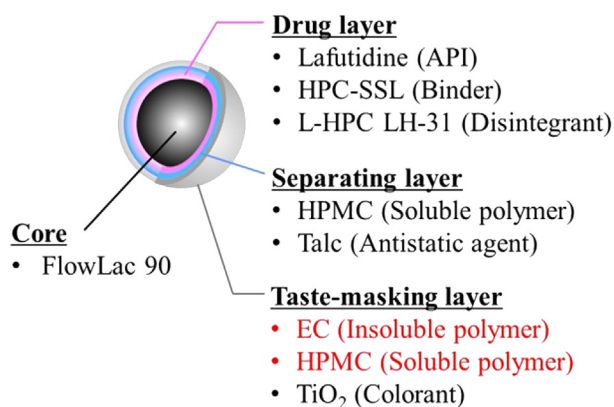 Drug layer
• Lafutidine (API)
• HPC-SSL (Binder)
• L-HPC LH-31 (Disintegrant)
Separating layer
• HPMC (Soluble polymer)
• Talc (Antistatic agent)
Core
• FlowLac 90
Taste-masking layer
• EC (Insoluble polymer)
• HPMC (Soluble polymer)
• TiO₂ (Colorant)